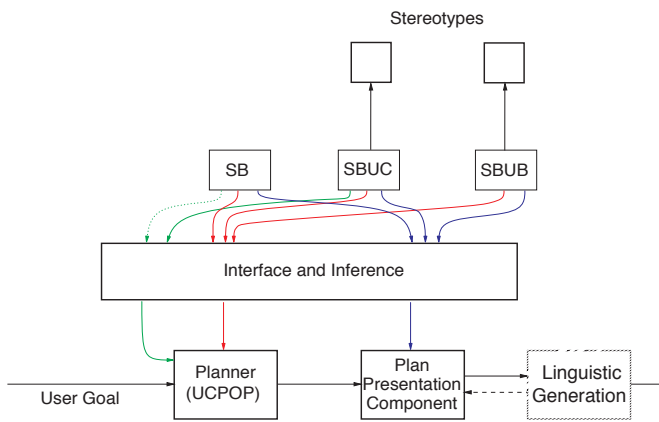 Stereotypes
SB
SBUC
SBUB
Interface and Inference
Planner
(UCPOP)
Plan
Presentation
Component
Linguistic
Generation
User Goal